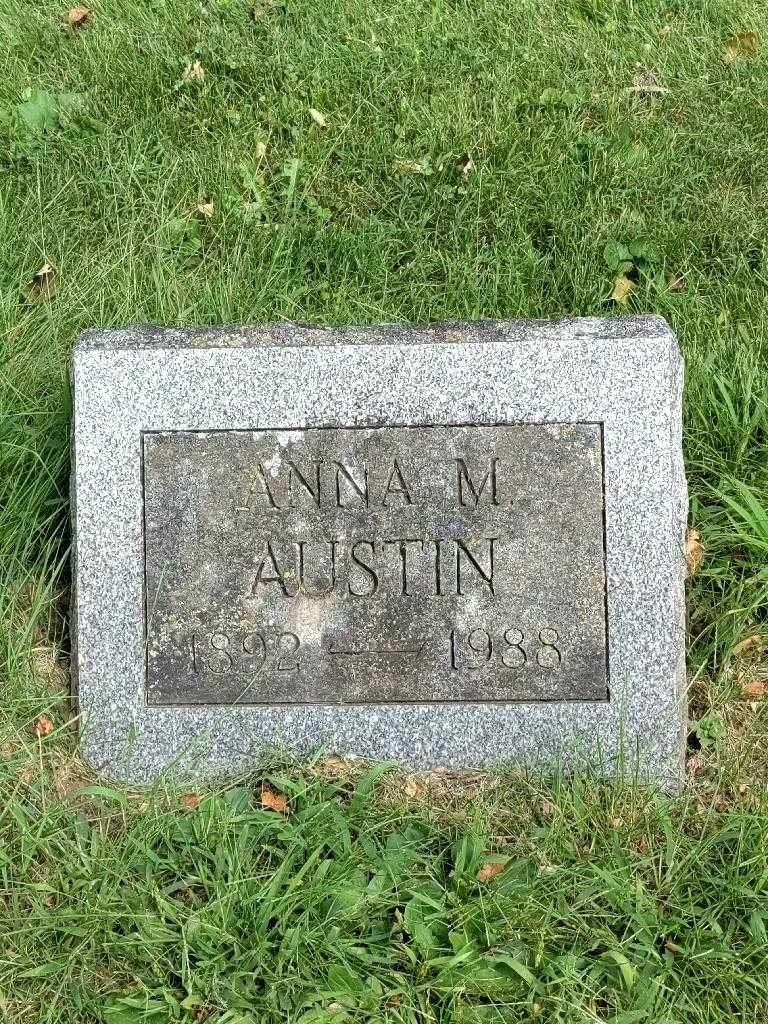 ANNA M.
AUSTIN
1892 — 1988